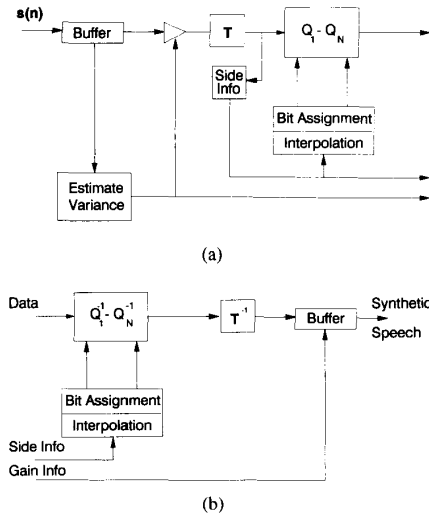 s(n)
Buffer
T
Q1 - QN
Side
Info
Bit Assignment
Interpolation
Estimate
Variance
(a)
Data
Qt-1 - QN-1
T-1
Buffer
Synthetic
Speech
Bit Assignment
Interpolation
Side Info
Gain Info
(b)